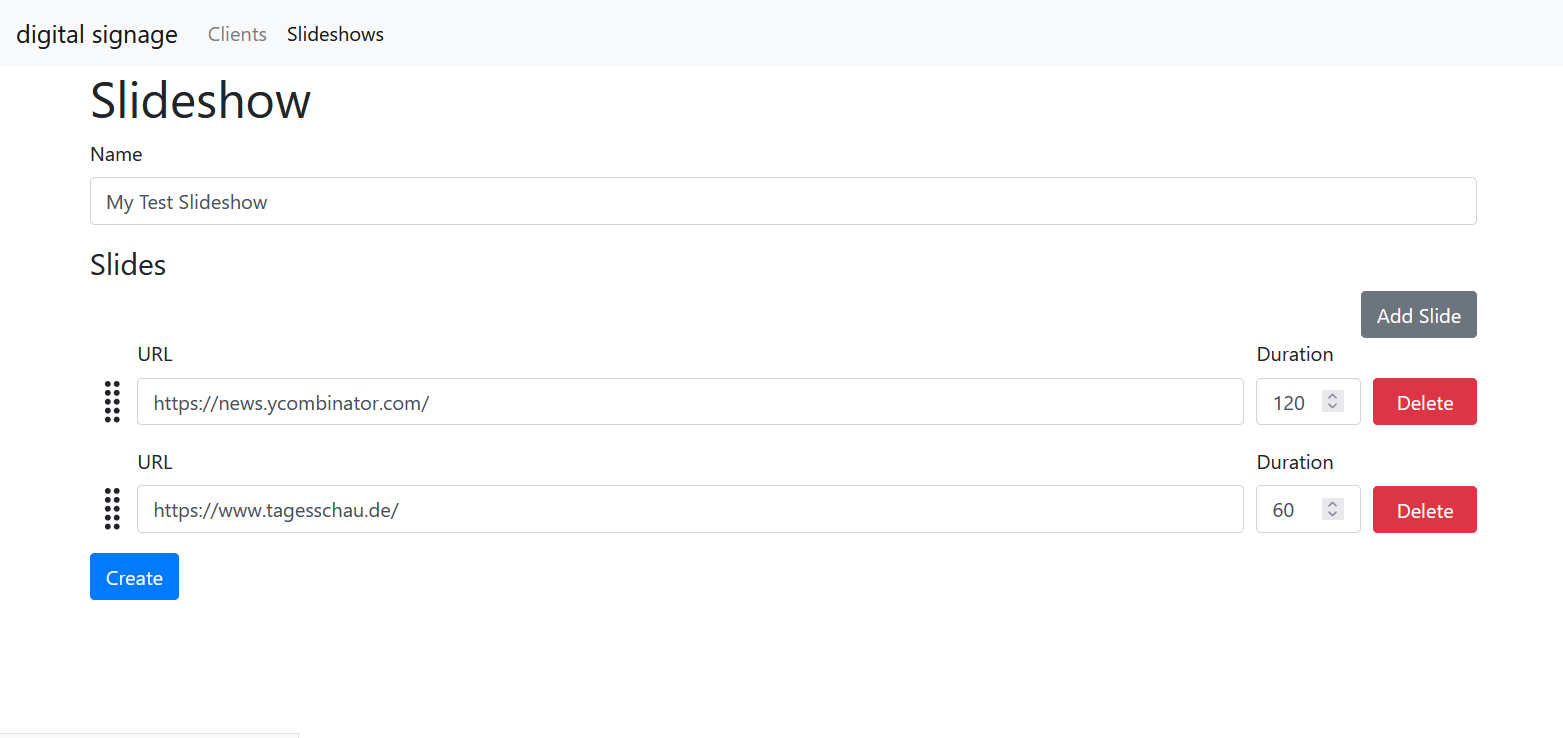 digital signage Clients Slideshows
Slideshow
Name
My Test Slideshow
Slides
Add Slide
URL Duration
https://news.ycombinator.com/ 120 Delete
URL Duration
https://www.tagesschau.de/ 60 Delete
Create